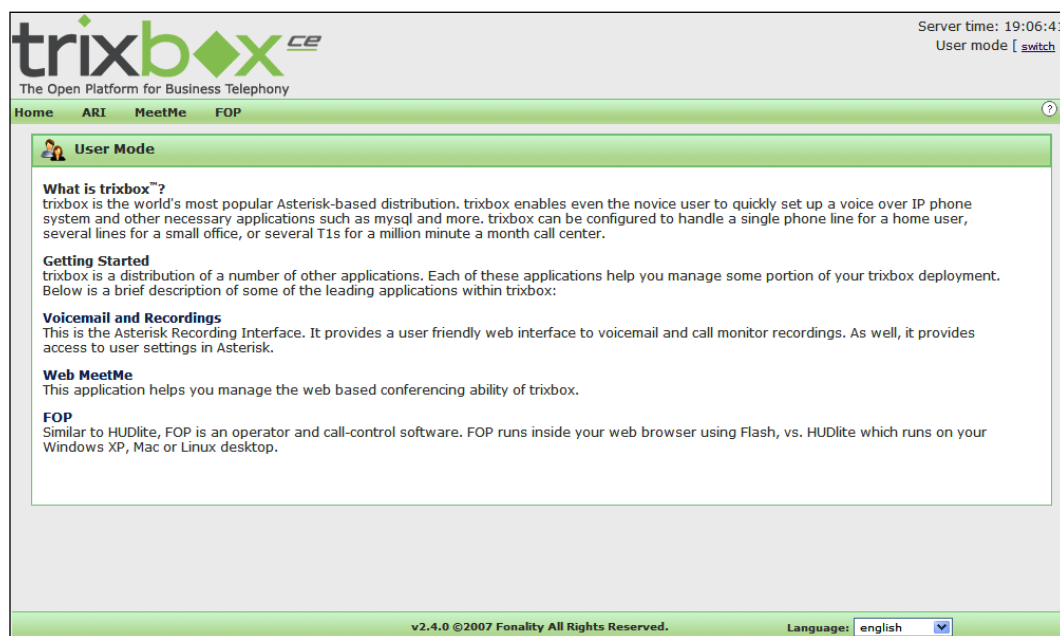 trixbox CE
The Open Platform for Business Telephony
Server time: 19:06:41
User mode [ switch
Home ARI MeetMe FOP ?
User Mode
What is trixbox™?
trixbox is the world's most popular Asterisk-based distribution. trixbox enables even the novice user to quickly set up a voice over IP phone
system and other necessary applications such as mysql and more. trixbox can be configured to handle a single phone line for a home user,
several lines for a small office, or several T1s for a million minute a month call center.
Getting Started
trixbox is a distribution of a number of other applications. Each of these applications help you manage some portion of your trixbox deployment.
Below is a brief description of some of the leading applications within trixbox:
Voicemail and Recordings
This is the Asterisk Recording Interface. It provides a user friendly web interface to voicemail and call monitor recordings. As well, it provides
access to user settings in Asterisk.
Web MeetMe
This application helps you manage the web based conferencing ability of trixbox.
FOP
Similar to HUDlite, FOP is an operator and call-control software. FOP runs inside your web browser using Flash, vs. HUDlite which runs on your
Windows XP, Mac or Linux desktop.
v2.4.0 ©2007 Fonality All Rights Reserved. Language: english